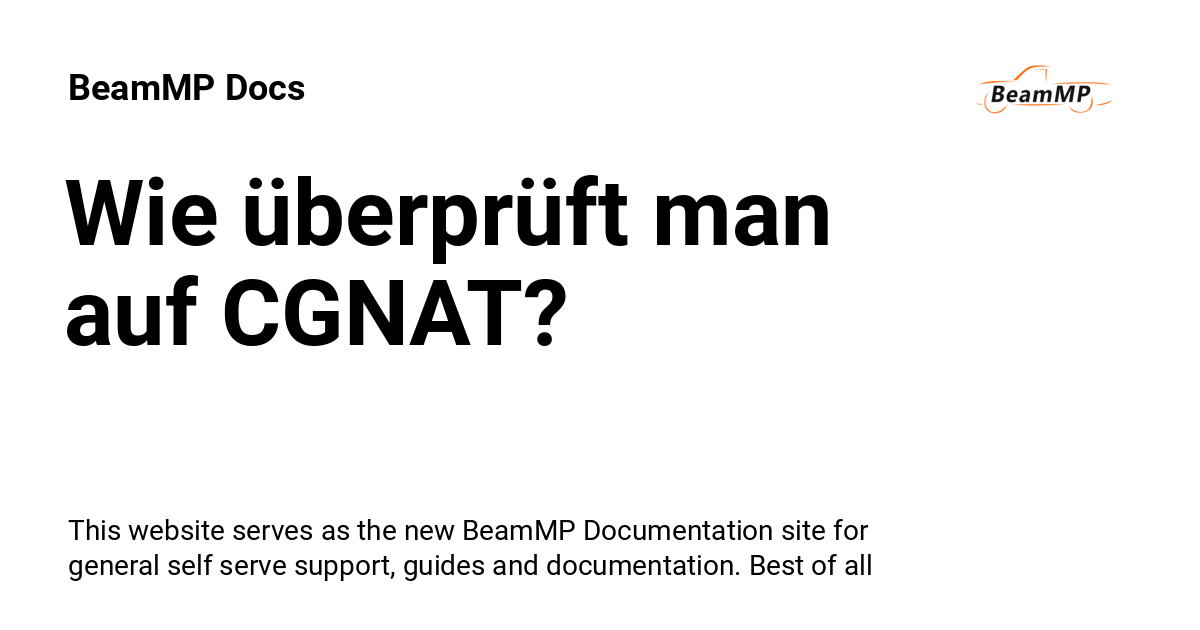 BeamMP Docs
BeamMP
Wie überprüft man
auf CGNAT?
This website serves as the new BeamMP Documentation site for
general self serve support, guides and documentation. Best of all